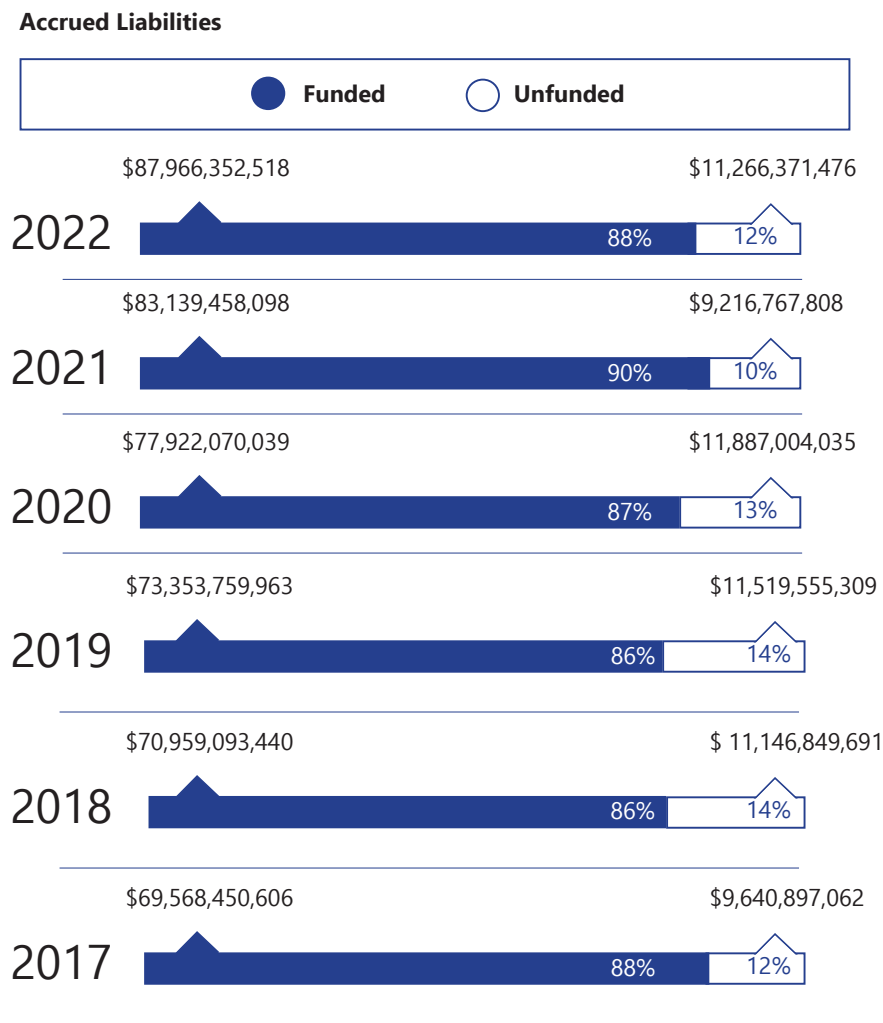 Accrued Liabilities
Funded Unfunded
$87,966,352,518 $11,266,371,476
2022 88% 12%
$83,139,458,098 $9,216,767,808
2021 90% 10%
$77,922,070,039 $11,887,004,035
2020 87% 13%
$73,353,759,963 $11,519,555,309
2019 86% 14%
$70,959,093,440 $ 11,146,849,691
2018 86% 14%
$69,568,450,606 $9,640,897,062
2017 88% 12%